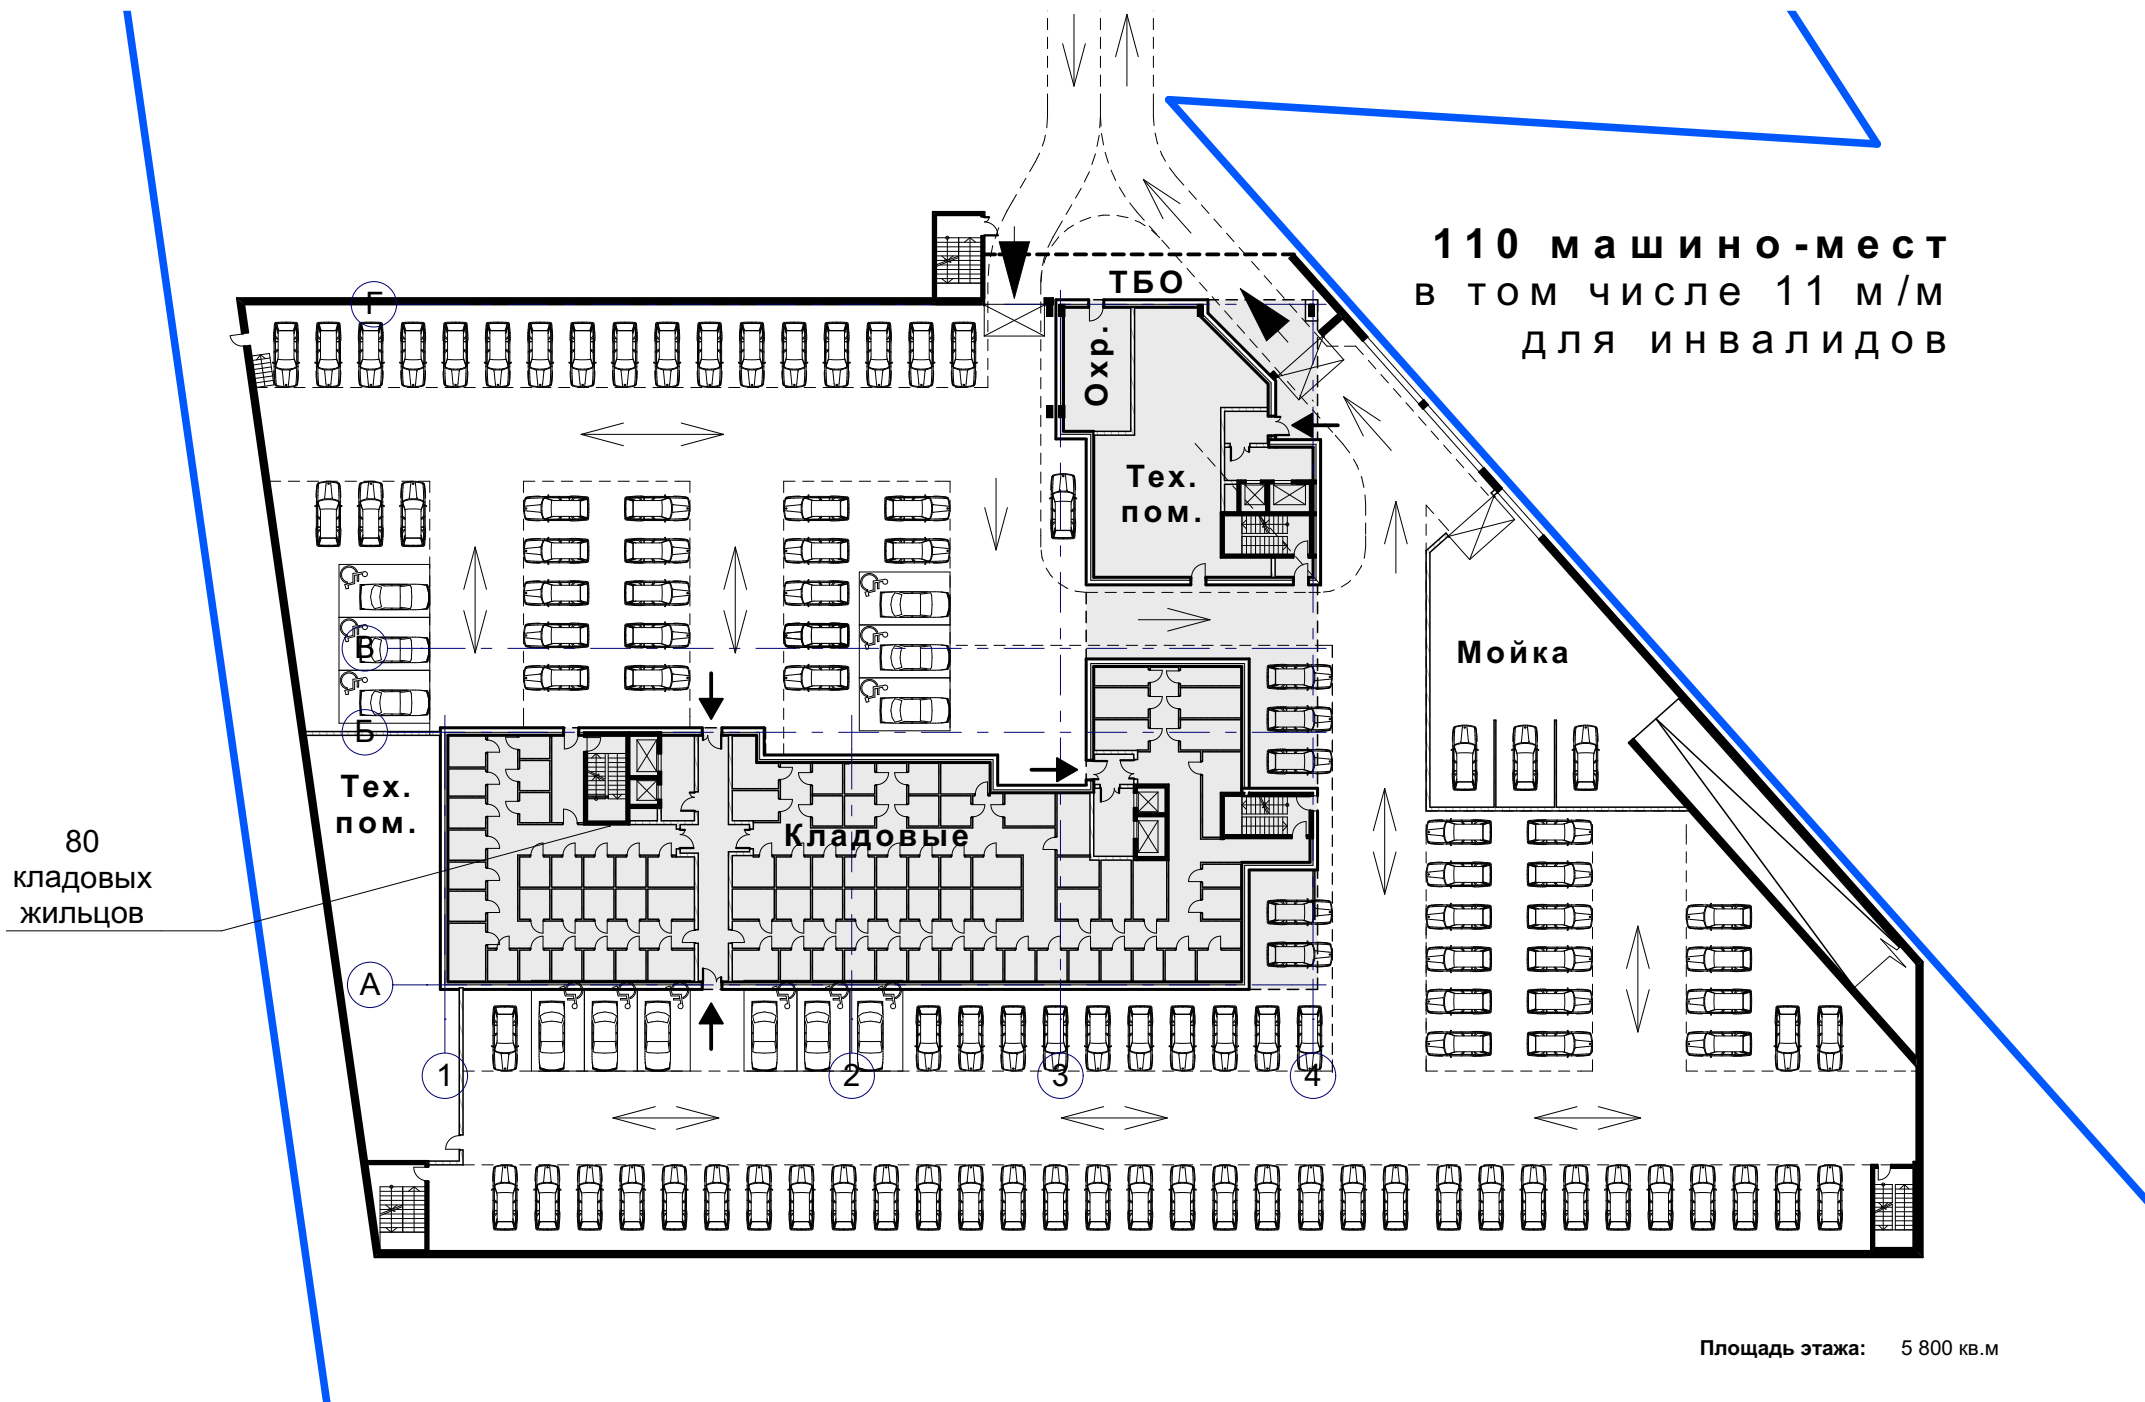 110 машино-мест
в том числе 11 м/м
для инвалидов
ТБО
Г
Охр.
Тех.
пом.
В
Мойка
Б
Тех.
пом.
80
кладовых
жильцов
Кладовые
А
1
2
3
4
Площадь этажа: 5 800 кв.м